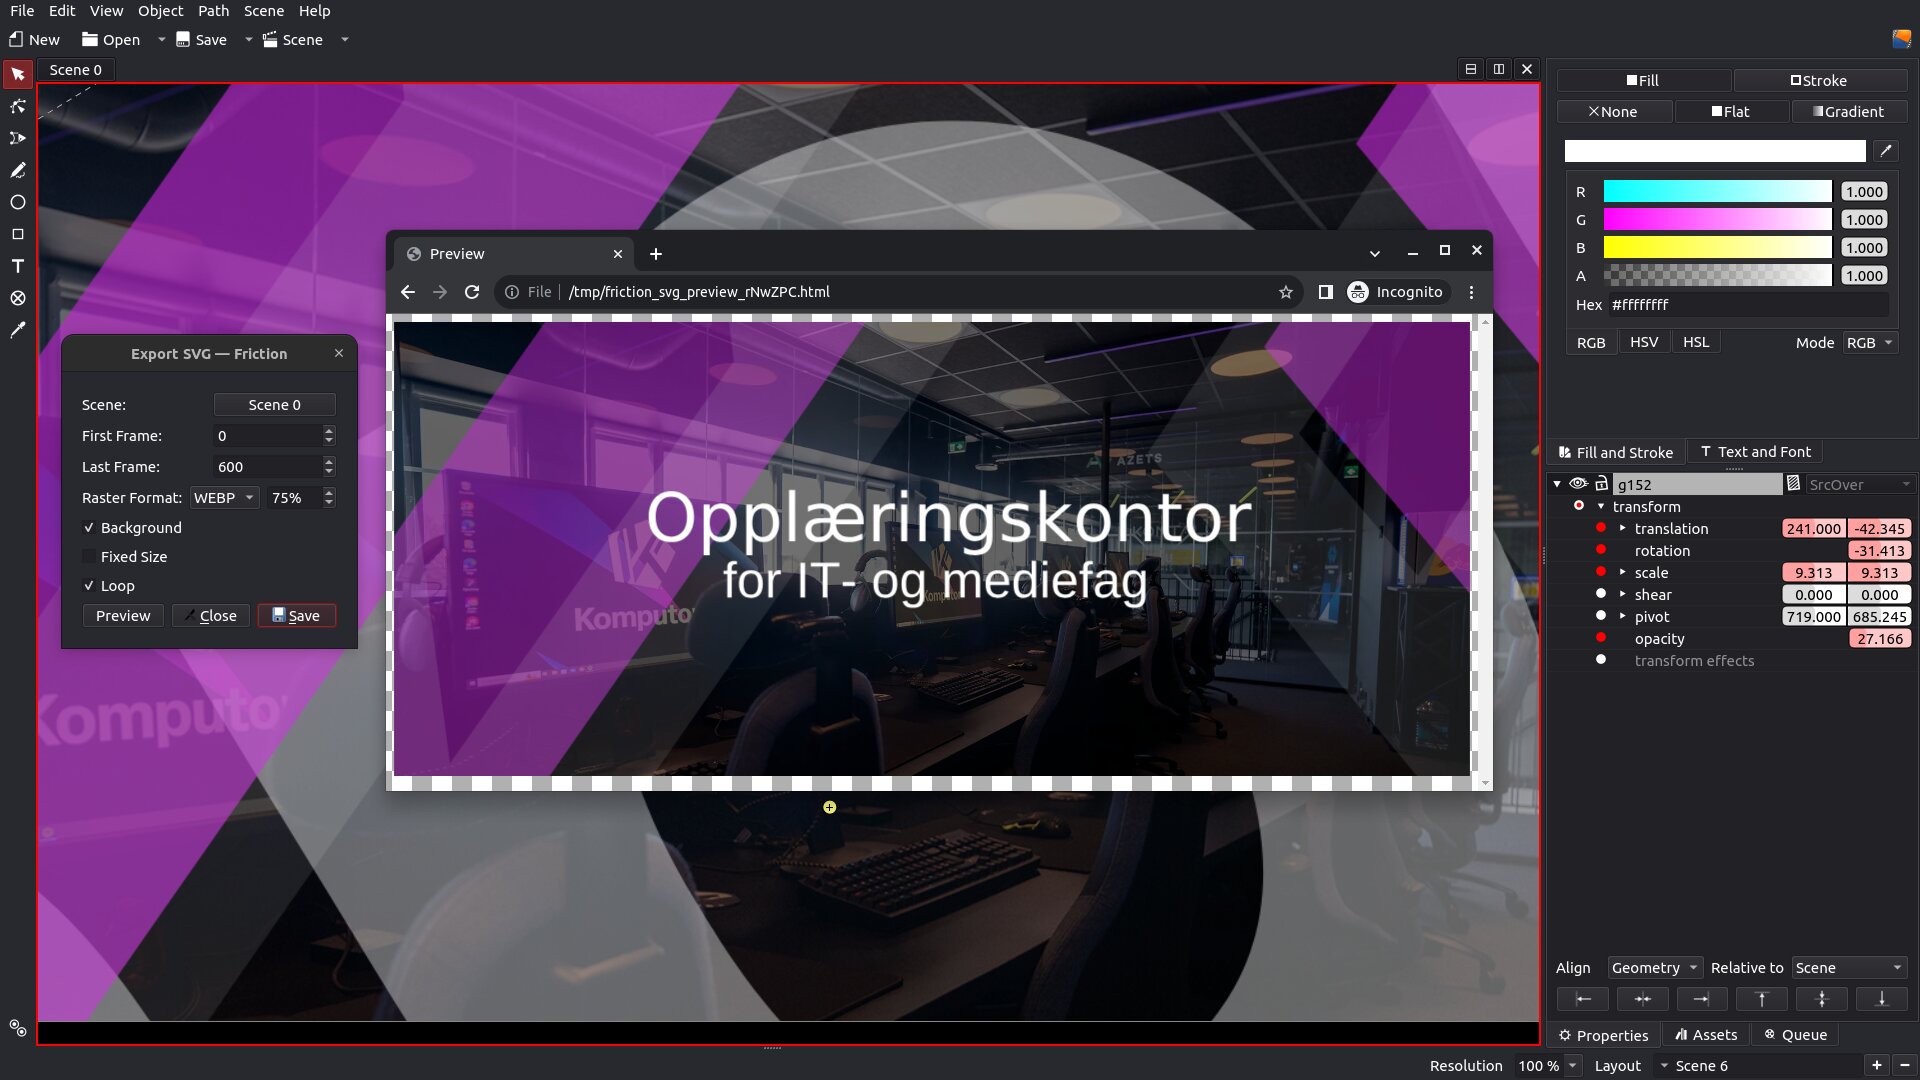 File Edit View Object Path Scene Help
New Open Save Scene
Scene 0
Fill Stroke
None Flat Gradient
R 1.000
G 1.000
B 1.000
A 1.000
Hex #ffffffff
RGB HSV HSL Mode RGB
Fill and Stroke Text and Font
g152 SrcOver
transform
translation 241.000 -42.345
rotation -31.413
scale 9.313 9.313
shear 0.000 0.000
pivot 719.000 685.245
opacity 27.166
transform effects
Align Geometry Relative to Scene
Properties Assets Queue
Resolution 100 % Layout Scene 6
Preview
File /tmp/friction_svg_preview_rNwZPC.html Incognito
AZETS
Opplæringskontor
for IT- og mediefag
Komputo
Export SVG — Friction
Scene: Scene 0
First Frame: 0
Last Frame: 600
Raster Format: WEBP 75%
Background
Fixed Size
Loop
Preview Close Save
Komputo